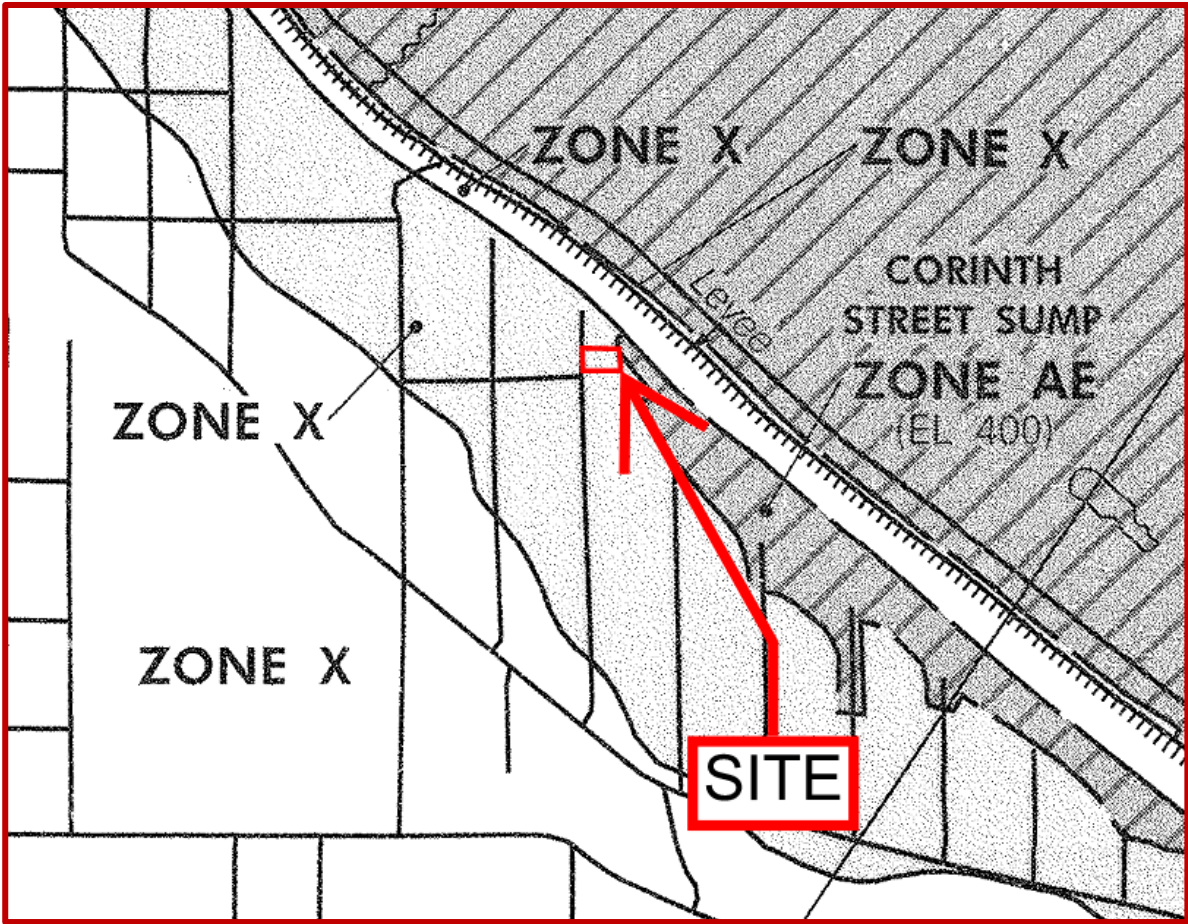 ZONE X
ZONE X
Levee
CORINTH
STREET SUMP
ZONE AE
(EL 400)
ZONE X
ZONE X
SITE